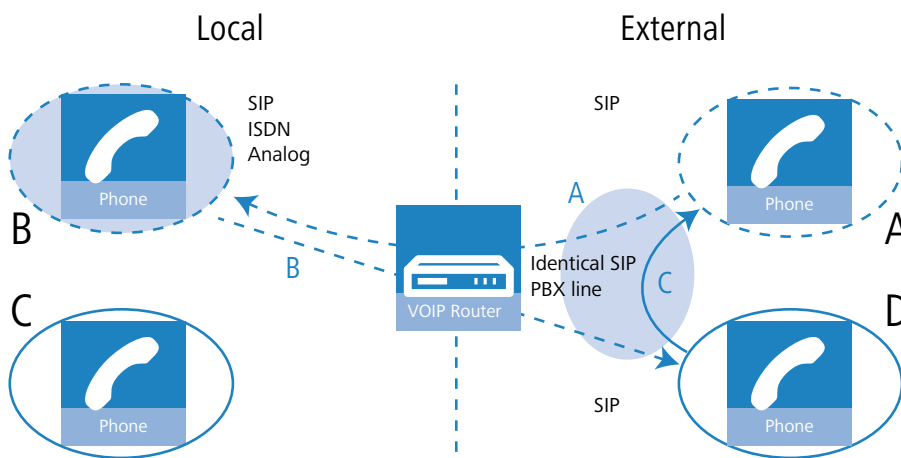 Local
External
SIP
ISDN
Analog
SIP
Phone
Phone
B
A
A
B
Identical SIP
PBX line
C
VOIP Router
C
D
Phone
SIP
Phone